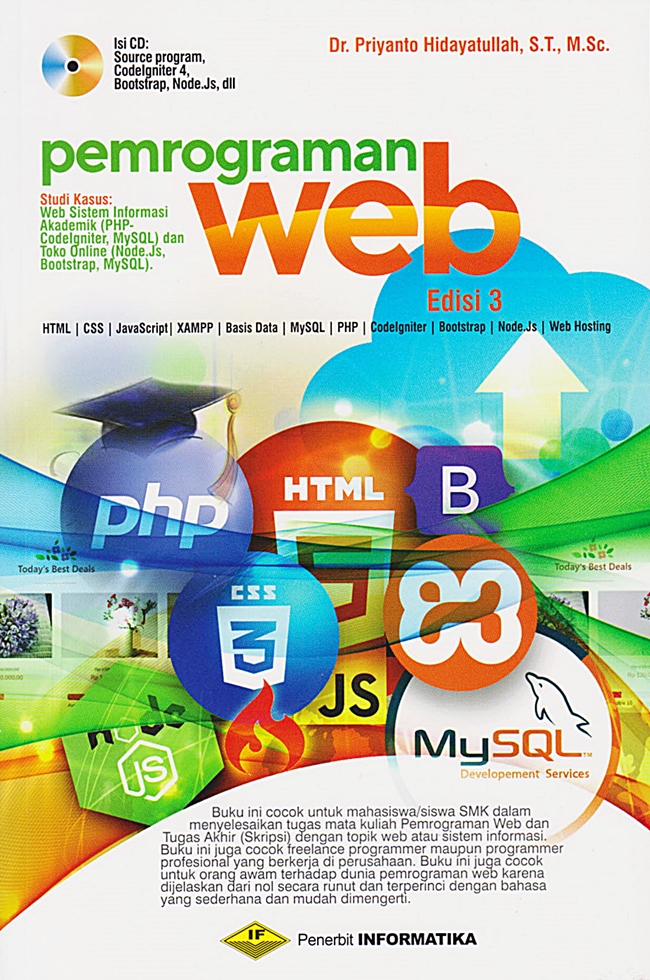 Isi CD:
Source program,
CodeIgniter 4,
Bootstrap, Node.Js, dll
Dr. Priyanto Hidayatullah, S.T., M.Sc.
pemrograman
web
Studi Kasus:
Web Sistem Informasi
Akademik (PHP-
CodeIgniter, MySQL) dan
Toko Online (Node.Js,
Bootstrap, MySQL).
Edisi 3
HTML | CSS | JavaScript| XAMPP | Basis Data | MySQL | PHP | CodeIgniter | Bootstrap | Node.Js | Web Hosting
php
HTML
B
Today's Best Deals
Today's Best Deals
CSS
3
JS
node
JS
MySQL™
Developement Services
Buku ini cocok untuk mahasiswa/siswa SMK dalam
menyelesaikan tugas mata kuliah Pemrograman Web dan
Tugas Akhir (Skripsi) dengan topik web atau sistem informasi.
Buku ini juga cocok freelance programmer maupun programmer
profesional yang berkerja di perusahaan. Buku ini juga cocok
untuk orang awam terhadap dunia pemrograman web karena
dijelaskan dari nol secara runut dan terperinci dengan bahasa
yang sederhana dan mudah dimengerti.
IF
Penerbit INFORMATIKA